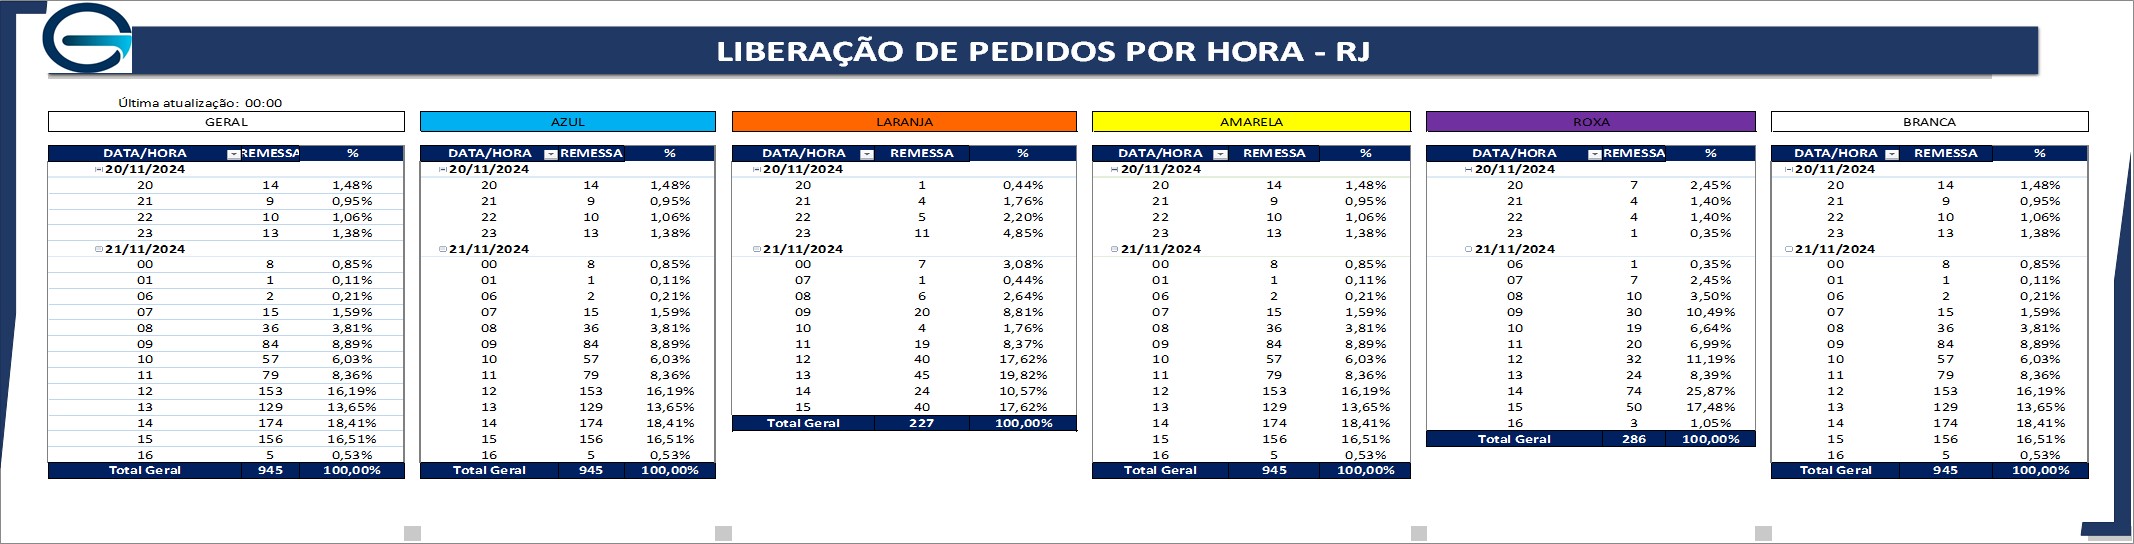 LIBERAÇÃO DE PEDIDOS POR HORA - RJ
Última atualização: 00:00
GERAL
DATA/HORA REMESSA %
20/11/2024
20 14 1,48%
21 9 0,95%
22 10 1,06%
23 13 1,38%
21/11/2024
00 8 0,85%
01 1 0,11%
06 2 0,21%
07 15 1,59%
08 36 3,81%
09 84 8,89%
10 57 6,03%
11 79 8,36%
12 153 16,19%
13 129 13,65%
14 174 18,41%
15 156 16,51%
16 5 0,53%
Total Geral 945 100,00%
AZUL
DATA/HORA REMESSA %
20/11/2024
20 14 1,48%
21 9 0,95%
22 10 1,06%
23 13 1,38%
21/11/2024
00 8 0,85%
01 1 0,11%
06 2 0,21%
07 15 1,59%
08 36 3,81%
09 84 8,89%
10 57 6,03%
11 79 8,36%
12 153 16,19%
13 129 13,65%
14 174 18,41%
15 156 16,51%
16 5 0,53%
Total Geral 945 100,00%
LARANJA
DATA/HORA REMESSA %
20/11/2024
20 1 0,44%
21 4 1,76%
22 5 2,20%
23 11 4,85%
21/11/2024
00 7 3,08%
07 1 0,44%
08 6 2,64%
09 20 8,81%
10 4 1,76%
11 19 8,37%
12 40 17,62%
13 45 19,82%
14 24 10,57%
15 40 17,62%
Total Geral 227 100,00%
AMARELA
DATA/HORA REMESSA %
20/11/2024
20 14 1,48%
21 9 0,95%
22 10 1,06%
23 13 1,38%
21/11/2024
00 8 0,85%
01 1 0,11%
06 2 0,21%
07 15 1,59%
08 36 3,81%
09 84 8,89%
10 57 6,03%
11 79 8,36%
12 153 16,19%
13 129 13,65%
14 174 18,41%
15 156 16,51%
16 5 0,53%
Total Geral 945 100,00%
ROXA
DATA/HORA REMESSA %
20/11/2024
20 7 2,45%
21 4 1,40%
22 4 1,40%
23 1 0,35%
21/11/2024
06 1 0,35%
07 7 2,45%
08 10 3,50%
09 30 10,49%
10 19 6,64%
11 20 6,99%
12 32 11,19%
13 24 8,39%
14 74 25,87%
15 50 17,48%
16 3 1,05%
Total Geral 286 100,00%
BRANCA
DATA/HORA REMESSA %
20/11/2024
20 14 1,48%
21 9 0,95%
22 10 1,06%
23 13 1,38%
21/11/2024
00 8 0,85%
01 1 0,11%
06 2 0,21%
07 15 1,59%
08 36 3,81%
09 84 8,89%
10 57 6,03%
11 79 8,36%
12 153 16,19%
13 129 13,65%
14 174 18,41%
15 156 16,51%
16 5 0,53%
Total Geral 945 100,00%